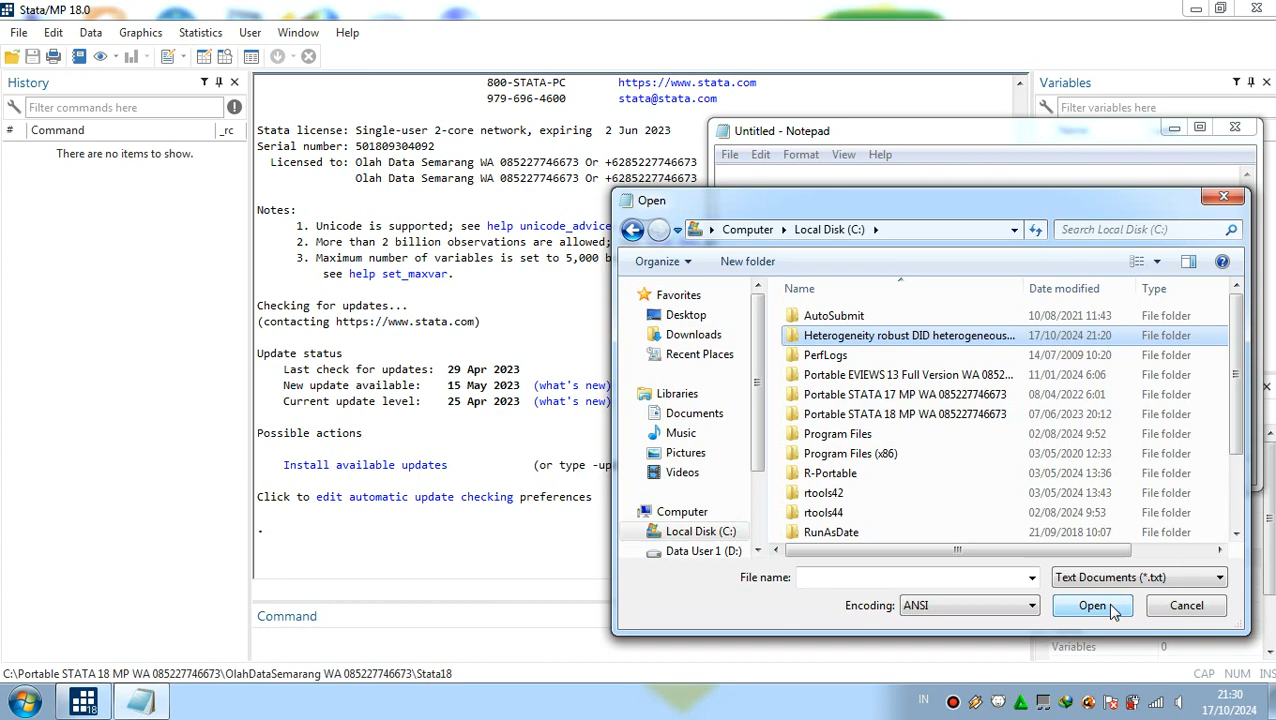 Stata/MP 18.0
File Edit Data Graphics Statistics User Window Help
History
Filter commands here
# Command _rc
There are no items to show.
800-STATA-PC https://www.stata.com
979-696-4600 stata@stata.com
Stata license: Single-user 2-core network, expiring 2 Jun 2023
Serial number: 501809304092
Licensed to: Olah Data Semarang WA 085227746673 Or +6285227746673
Olah Data Semarang WA 085227746673 Or +6285227746673
Notes:
1. Unicode is supported; see help unicode_advice
2. More than 2 billion observations are allowed;
3. Maximum number of variables is set to 5,000 b
see help set_maxvar.
Checking for updates...
(contacting https://www.stata.com)
Update status
Last check for updates: 29 Apr 2023
New update available: 15 May 2023 (what's new)
Current update level: 25 Apr 2023 (what's new)
Possible actions
Install available updates (or type -up
Click to edit automatic update checking preferences
.
Command
Variables
Filter variables here
Untitled - Notepad
File Edit Format View Help
Open
Computer Local Disk (C:)
Search Local Disk (C:)
Organize New folder
Favorites
Desktop
Downloads
Recent Places
Libraries
Documents
Music
Pictures
Videos
Computer
Local Disk (C:)
Data User 1 (D:)
Name Date modified Type
AutoSubmit 10/08/2021 11:43 File folder
Heterogeneity robust DID heterogeneous... 17/10/2024 21:20 File folder
PerfLogs 14/07/2009 10:20 File folder
Portable EVIEWS 13 Full Version WA 0852... 11/01/2024 6:06 File folder
Portable STATA 17 MP WA 085227746673 08/04/2022 6:01 File folder
Portable STATA 18 MP WA 085227746673 07/06/2023 20:12 File folder
Program Files 02/08/2024 9:52 File folder
Program Files (x86) 03/05/2020 12:33 File folder
R-Portable 03/05/2024 13:36 File folder
rtools42 03/05/2024 13:43 File folder
rtools44 02/08/2024 9:53 File folder
RunAsDate 21/09/2018 10:07 File folder
File name: Text Documents (*.txt)
Encoding: ANSI Open Cancel
Variables 0
C:\Portable STATA 18 MP WA 085227746673\OlahDataSemarang\Stata18 CAP NUM INS
18
IN
21:30
17/10/2024